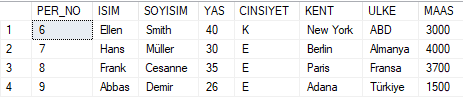 PER_NO ISIM SOYISIM YAS CINSIYET KENT ULKE MAAS
1 6 Ellen Smith 40 K New York ABD 3000
2 7 Hans Müller 30 E Berlin Almanya 4000
3 8 Frank Cesanne 35 E Paris Fransa 3700
4 9 Abbas Demir 26 E Adana Türkiye 1500